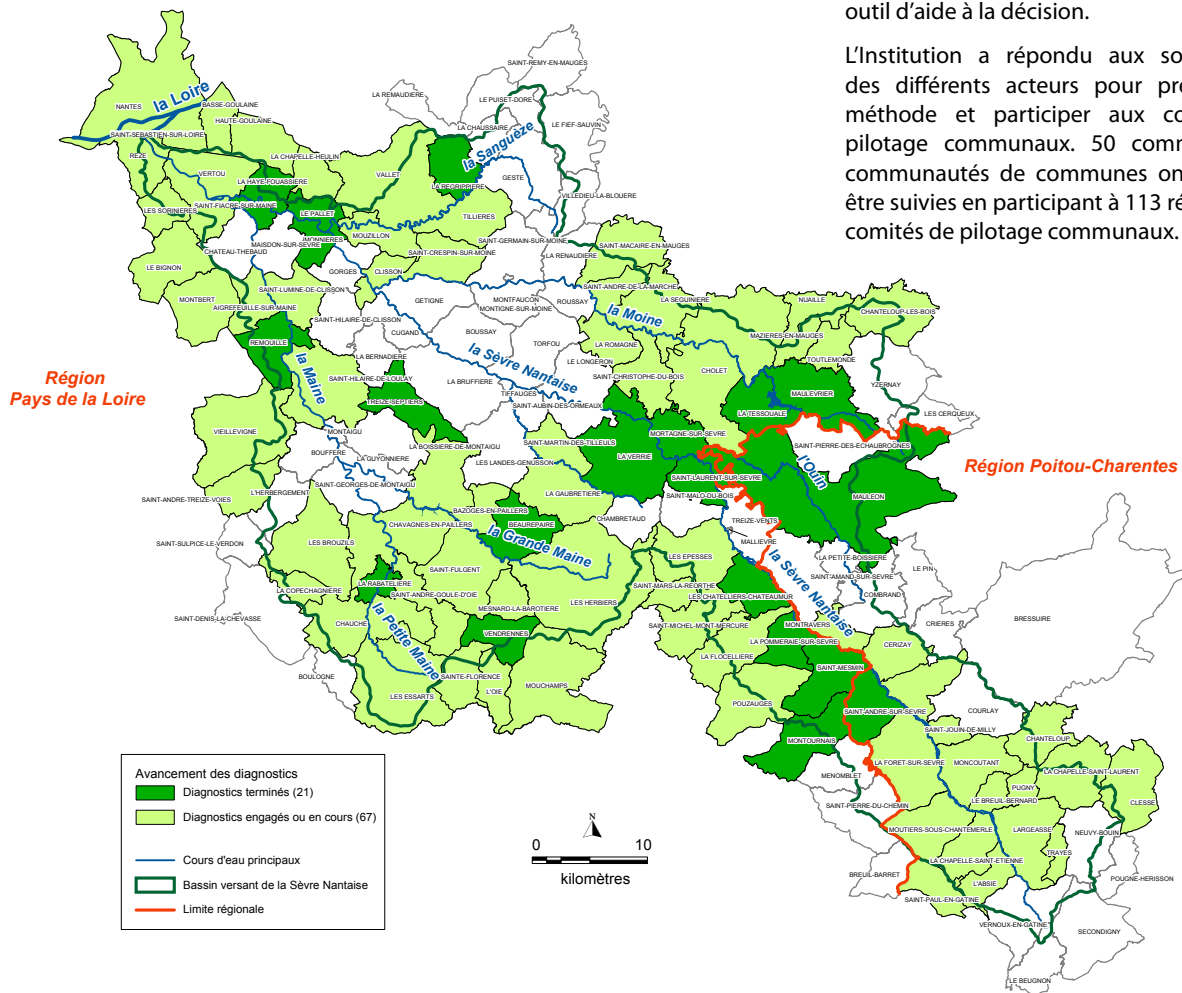 outil d'aide à la décision.
L'Institution a répondu aux so
des différents acteurs pour pre
méthode et participer aux co
pilotage communaux. 50 comm
communautés de communes on
être suivies en participant à 113 ré
comités de pilotage communaux.
SAINT-REMY-EN-MAUGES
LA REMAUDIERE
LE PUISET-DORE
LA CHAUSSAIRE
LE FIEF-SAUVIN
la Loire
NANTES
BASSE-GOULAINE
HAUTE-GOULAINE
SAINT-SEBASTIEN-SUR-LOIRE
REZE
LA CHAPELLE-HEULIN
la Sanguèze
VERTOU
LA HAYE-FOUASSIERE
VALLET
LA REGRIPPIERE
GESTE
VILLEDIEU-LA-BLOUERE
LES SORINIERES
SAINT-FIACRE-SUR-MAINE
LE PALLET
MONNIERES
MOUZILLON
TILLIERES
SAINT-GERMAIN-SUR-MOINE
SAINT-MACAIRE-EN-MAUGES
MAISDON-SUR-SEVRE
CHATEAU-THEBAUD
SAINT-CRESPIN-SUR-MOINE
LA RENAUDIERE
LE BIGNON
GORGES
CLISSON
MONTBERT
SAINT-LUMINE-DE-CLISSON
AIGREFEUILLE-SUR-MAINE
GETIGNE
MONTFAUCON
MONTIGNE-SUR-MOINE
ROUSSAY
SAINT-ANDRE-DE-LA-MARCHE
LA SEGUINIERE
NUAILLE
CHANTELOUP-LES-BOIS
la Moine
MAZIERES-EN-MAUGES
TOUTLEMONDE
SAINT-HILAIRE-DE-CLISSON
CUGAND
BOUSSAY
TORFOU
LA ROMAGNE
REMOUILLE
la Maine
LA BERNADIERE
la Sèvre Nantaise
LE LONGERON
CHOLET
YZERNAY
Région
Pays de la Loire
SAINT-HILAIRE-DE-LOULAY
LA BRUFFIERE
SAINT-CHRISTOPHE-DU-BOIS
TREIZE-SEPTIERS
TIFFAUGES
SAINT-AUBIN-DES-ORMEAUX
MAULEVRIER
LA TESSOUALE
LES CERQUEUX
VIEILLEVIGNE
MONTAIGU
BOUFFERE
LA BOISSIERE-DE-MONTAIGU
SAINT-MARTIN-DES-TILLEULS
MORTAGNE-SUR-SEVRE
SAINT-PIERRE-DES-ECHAUBROGNES
LA GUYONNIERE
LES LANDES-GENUSSON
LA VERRIE
Région Poitou-Charentes
SAINT-GEORGES-DE-MONTAIGU
SAINT-LAURENT-SUR-SEVRE
l'Ouin
SAINT-ANDRE-TREIZE-VOIES
L'HERBERGEMENT
LA GAUBRETIERE
SAINT-MALO-DU-BOIS
MAULEON
BAZOGES-EN-PAILLERS
CHAVAGNES-EN-PAILLERS
BEAUREPAIRE
CHAMBRETAUD
TREIZE-VENTS
SAINT-SULPICE-LE-VERDON
LES BROUZILS
la Grande Maine
MALLIEVRE
LES EPESSES
la Sèvre Nantaise
LA PETITE-BOISSIERE
LE PIN
SAINT-FULGENT
SAINT-AMAND-SUR-SEVRE
LA RABATELIERE
LA COPECHAGNIERE
SAINT-ANDRE-GOULE-D'OIE
SAINT-MARS-LA-REORTHE
LES CHATELLIERS-CHATEAUMUR
COMBRAND
LES HERBIERS
MESNARD-LA-BAROTIERE
SAINT-DENIS-LA-CHEVASSE
CHAUCHE
la Petite Maine
SAINT-MICHEL-MONT-MERCURE
MONTRAVERS
CRIERES
BRESSUIRE
VENDRENNES
LA POMMERAIE-SUR-SEVRE
CERIZAY
LA FLOCELLIERE
SAINT-MESMIN
BOULOGNE
SAINTE-FLORENCE
L'OIE
MOUCHAMPS
LES ESSARTS
POUZAUGES
SAINT-ANDRE-SUR-SEVRE
COURLAY
SAINT-JOUIN-DE-MILLY
MONTOURNAIS
CHANTELOUP
LA FORET-SUR-SEVRE
MONCOUTANT
LA CHAPELLE-SAINT-LAURENT
MENOMBLET
PUGNY
CLESSE
LE BREUIL-BERNARD
SAINT-PIERRE-DU-CHEMIN
MOUTIERS-SOUS-CHANTEMERLE
LARGEASSE
NEUVY-BOUIN
TRAYES
LA CHAPELLE-SAINT-ETIENNE
BREUIL-BARRET
L'ABSIE
POUGNE-HERISSON
SAINT-PAUL-EN-GATINE
VERNOUX-EN-GATINE
SECONDIGNY
LE BEUGNON
Avancement des diagnostics
Diagnostics terminés (21)
Diagnostics engagés ou en cours (67)
Cours d'eau principaux
Bassin versant de la Sèvre Nantaise
Limite régionale
N
0 10
kilomètres